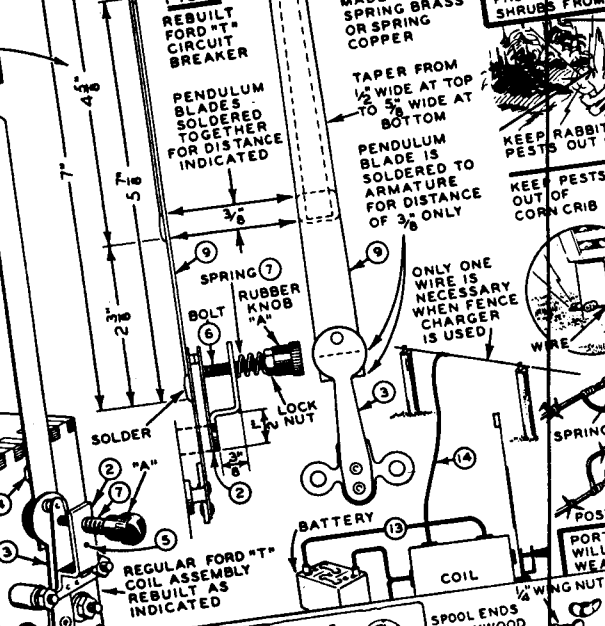 REBUILT
FORD "T"
CIRCUIT
BREAKER
SPRING BRASS
OR SPRING
COPPER
SHRUBS FROM
TAPER FROM
1/2" WIDE AT TOP
TO 5/8" WIDE AT
BOTTOM
PENDULUM
BLADES
SOLDERED
TOGETHER
FOR DISTANCE
INDICATED
4 5/8"
7"
5 7/8"
PENDULUM
BLADE IS
SOLDERED TO
ARMATURE
FOR DISTANCE
OF 3/8" ONLY
KEEP RABBIT
PESTS OUT
KEEP PESTS
OUT OF
CORN CRIB
3/8"
9
9
SPRING 7
RUBBER
KNOB
"A"
BOLT
6
2 3/8"
ONLY ONE
WIRE IS
NECESSARY
WHEN FENCE
CHARGER
IS USED
WIRE
3
LOCK
NUT
SOLDER
1/2"
3/8"
2
SPRING
14
2
7
"A"
4
3
5
BATTERY
13
POST
REGULAR FORD "T"
COIL ASSEMBLY
REBUILT AS
INDICATED
COIL
PORT
WILL
WEA
1/4" WING NUT
SPOOL ENDS